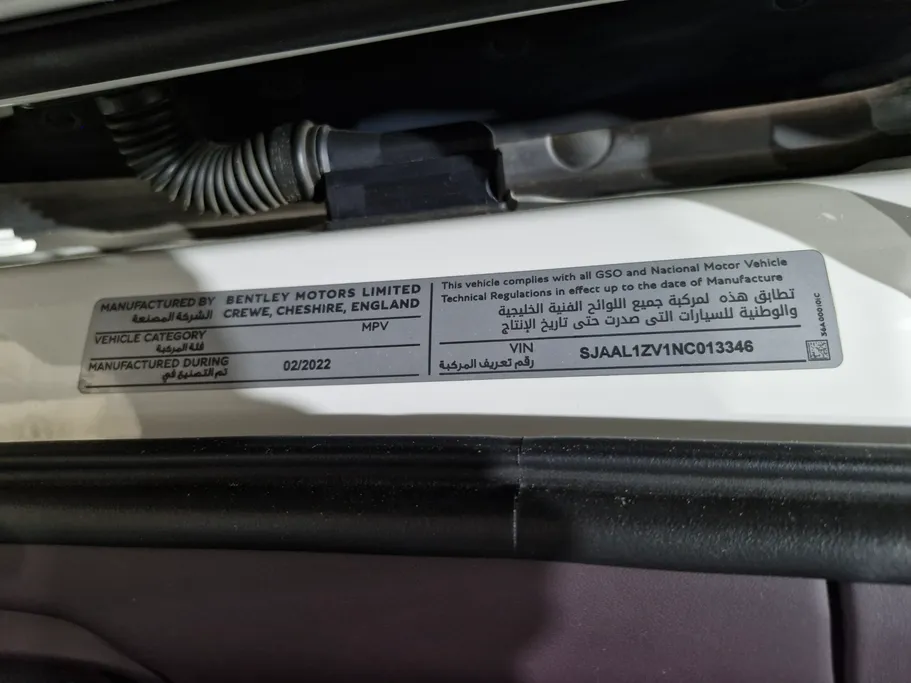 MANUFACTURED BY BENTLEY MOTORS LIMITED
الشركة المصنعة CREWE, CHESHIRE, ENGLAND
VEHICLE CATEGORY MPV
فئة المركبة
MANUFACTURED DURING 02/2022
تم التصنيع في
This vehicle complies with all GSO and National Motor Vehicle
Technical Regulations in effect up to the date of Manufacture
تطابق هذه لمركبة جميع اللوائح الفنية الخليجية
والوطنية للسيارات التى صدرت حتى تاريخ الإنتاج
VIN SJAAL1ZV1NC013346
رقم تعريف المركبة
36A000101C